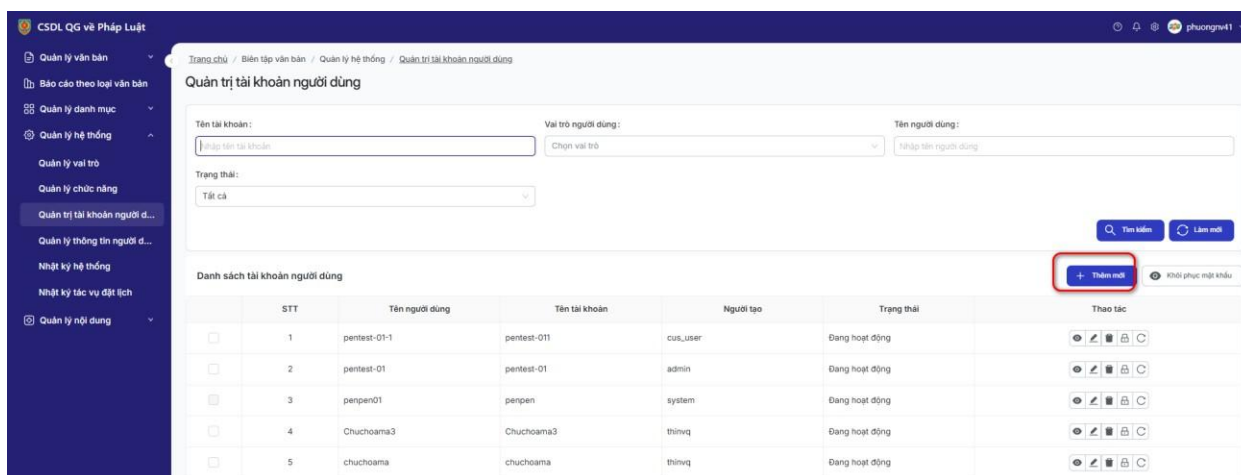 CSDL QG về Pháp Luật
phuongnv41
Quản lý văn bản
Báo cáo theo loại văn bản
Quản lý danh mục
Quản lý hệ thống
Quản lý vai trò
Quản lý chức năng
Quản trị tài khoản người d...
Quản lý thông tin người d...
Nhật ký hệ thống
Nhật ký tác vụ đặt lịch
Quản lý nội dung
Trang chủ / Biên tập văn bản / Quản lý hệ thống / Quản trị tài khoản người dùng
Quản trị tài khoản người dùng
Tên tài khoản : Vai trò người dùng : Tên người dùng :
Nhập tên tài khoản Chọn vai trò Nhập tên người dùng
Trạng thái :
Tất cả
Tìm kiếm Làm mới
Danh sách tài khoản người dùng + Thêm mới Khôi phục mật khẩu
STT Tên người dùng Tên tài khoản Người tạo Trạng thái Thao tác
1 pentest-01-1 pentest-011 cus_user Đang hoạt động
2 pentest-01 pentest-01 admin Đang hoạt động
3 penpen01 penpen system Đang hoạt động
4 Chuchoama3 Chuchoama3 thinvq Đang hoạt động
5 chuchoama chuchoama thinvq Đang hoạt động